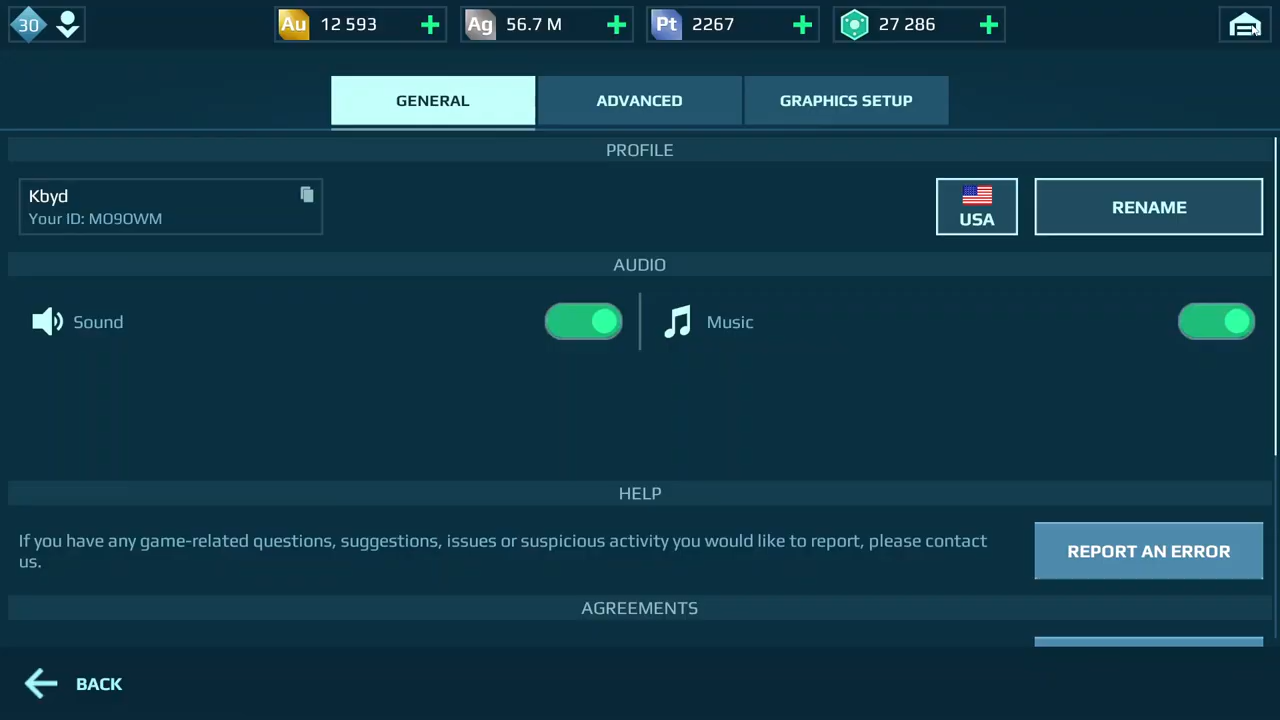 30
Au 12 593 +
Ag 56.7 M +
Pt 2267 +
27 286 +
GENERAL
ADVANCED
GRAPHICS SETUP
PROFILE
Kbyd
Your ID: MO9OWM
USA
RENAME
AUDIO
Sound
Music
HELP
If you have any game-related questions, suggestions, issues or suspicious activity you would like to report, please contact
us.
REPORT AN ERROR
AGREEMENTS
BACK